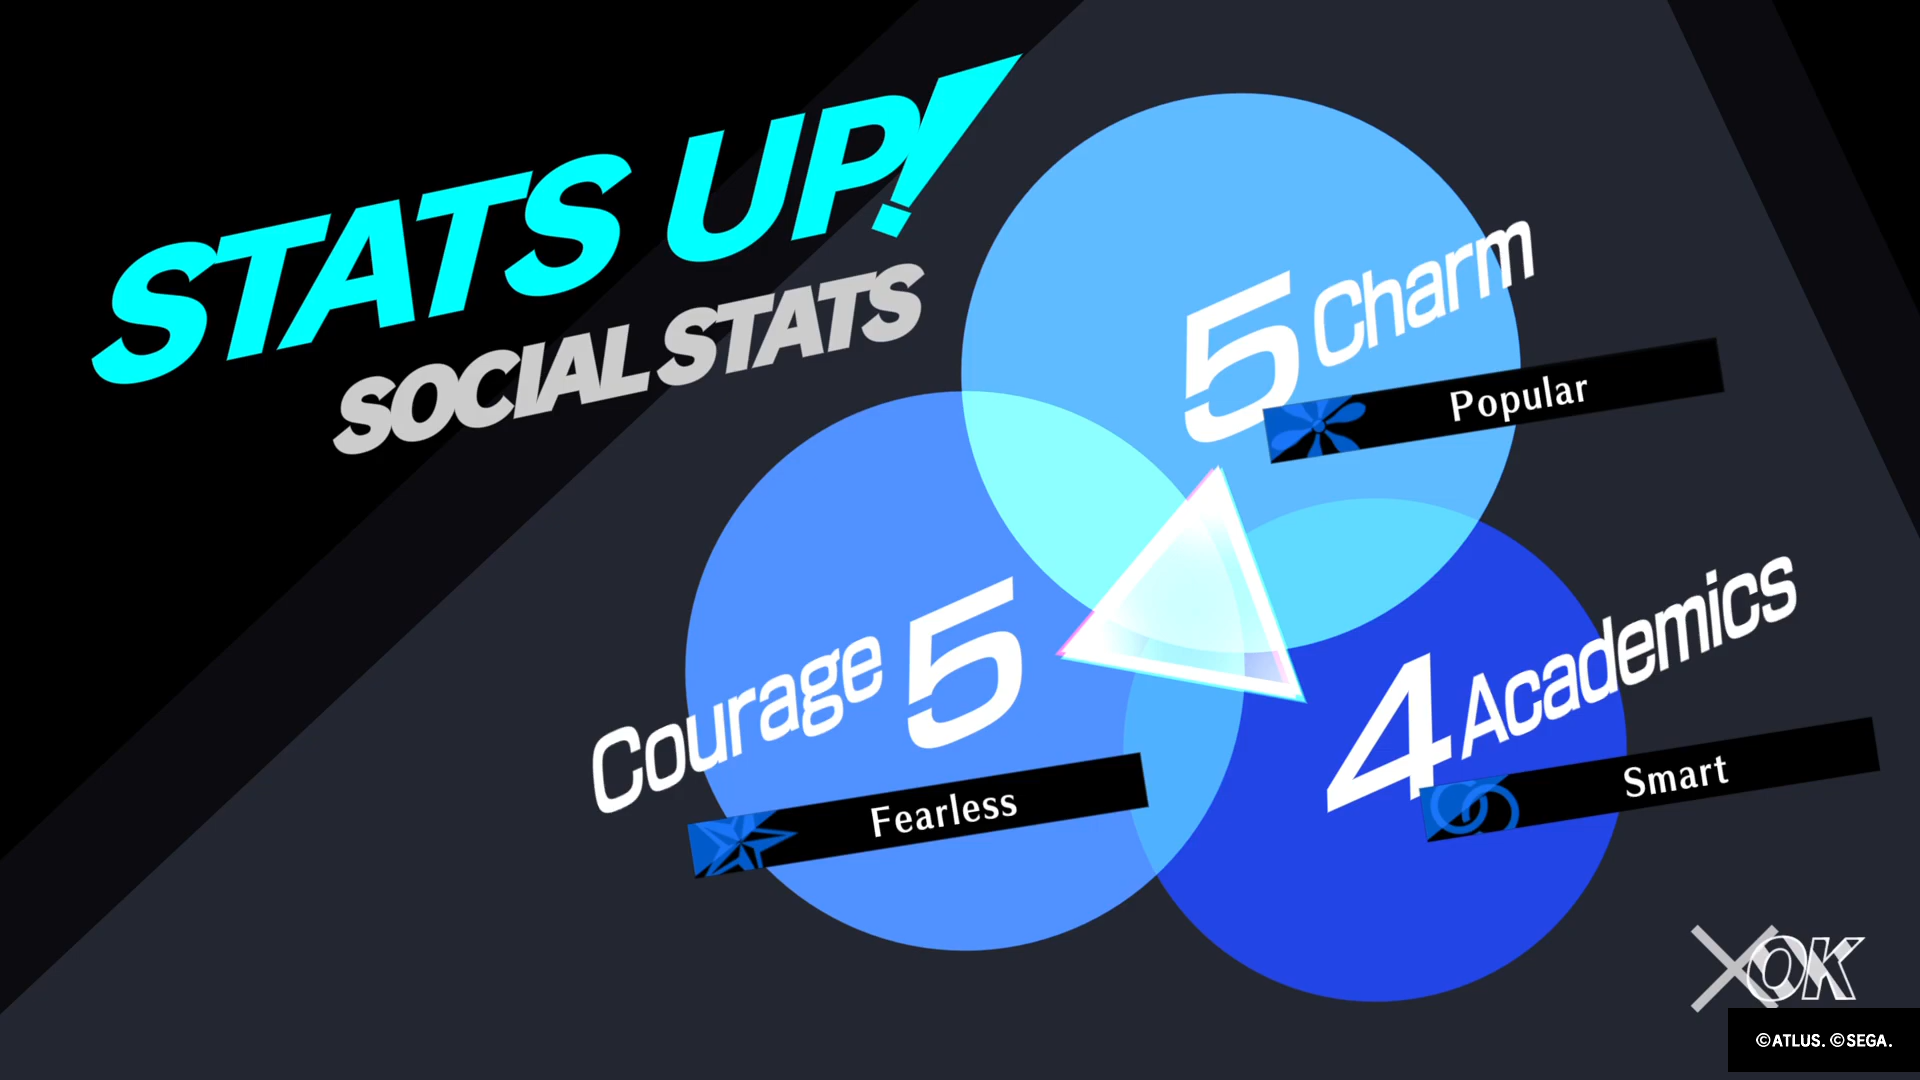 STATS UP!
SOCIAL STATS
5 Charm
Popular
Courage 5
Fearless
4 Academics
Smart
OK
©ATLUS. ©SEGA.